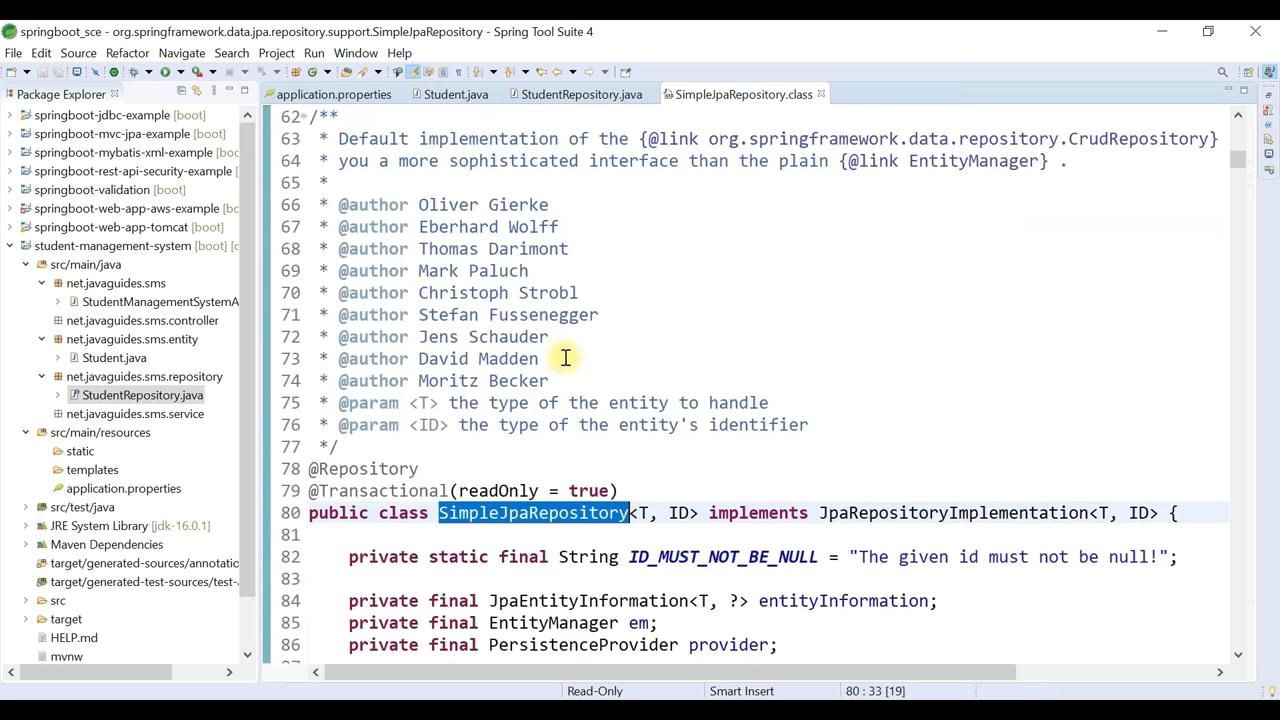 springboot_sce - org.springframework.data.jpa.repository.support.SimpleJpaRepository - Spring Tool Suite 4
File Edit Source Refactor Navigate Search Project Run Window Help
Package Explorer
application.properties Student.java StudentRepository.java SimpleJpaRepository.class
springboot-jdbc-example [boot]
springboot-mvc-jpa-example [boot]
springboot-mybatis-xml-example [boc
springboot-rest-api-security-example [
springboot-validation [boot]
springboot-web-app-aws-example [bc
springboot-web-app-tomcat [boot]
student-management-system [boot] [c
src/main/java
net.javaguides.sms
StudentManagementSystemA
net.javaguides.sms.controller
net.javaguides.sms.entity
Student.java
net.javaguides.sms.repository
StudentRepository.java
net.javaguides.sms.service
src/main/resources
static
templates
application.properties
src/test/java
JRE System Library [jdk-16.0.1]
Maven Dependencies
target/generated-sources/annotatio
target/generated-test-sources/test-
src
target
HELP.md
mvnw
62 /**
63 * Default implementation of the {@link org.springframework.data.repository.CrudRepository}
64 * you a more sophisticated interface than the plain {@link EntityManager} .
65 *
66 * @author Oliver Gierke
67 * @author Eberhard Wolff
68 * @author Thomas Darimont
69 * @author Mark Paluch
70 * @author Christoph Strobl
71 * @author Stefan Fussenegger
72 * @author Jens Schauder
73 * @author David Madden
74 * @author Moritz Becker
75 * @param <T> the type of the entity to handle
76 * @param <ID> the type of the entity's identifier
77 */
78 @Repository
79 @Transactional(readOnly = true)
80 public class SimpleJpaRepository<T, ID> implements JpaRepositoryImplementation<T, ID> {
81
82 private static final String ID_MUST_NOT_BE_NULL = "The given id must not be null!";
83
84 private final JpaEntityInformation<T, ?> entityInformation;
85 private final EntityManager em;
86 private final PersistenceProvider provider;
Read-Only Smart Insert 80 : 33 [19]